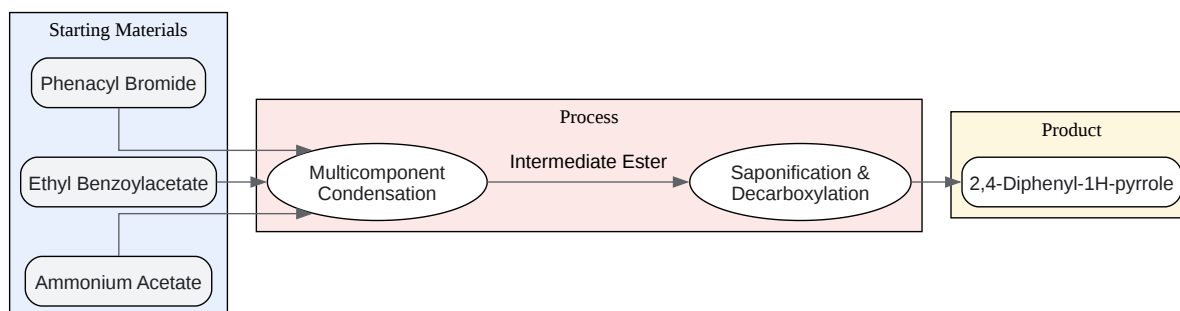 Starting Materials
Phenacyl Bromide
Ethyl Benzoylacetate
Ammonium Acetate
Process
Multicomponent
Condensation
Intermediate Ester
Saponification &
Decarboxylation
Product
2,4-Diphenyl-1H-pyrrole